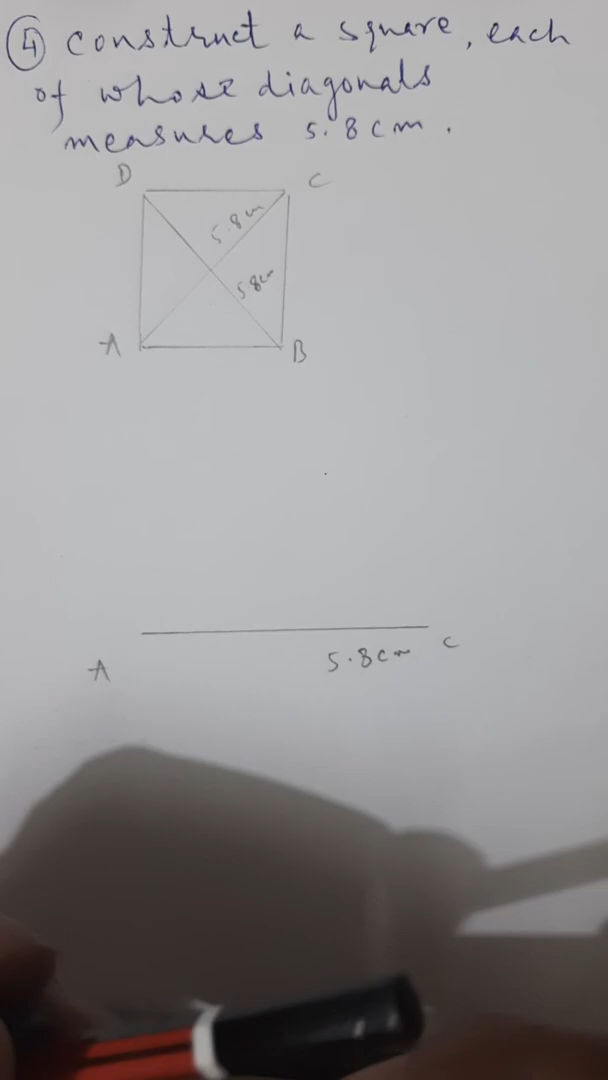 ④ construct a square, each
of whose diagonals
measures 5.8 cm.
D C
5.8 cm
5.8 cm
A B
A 5.8 cm C